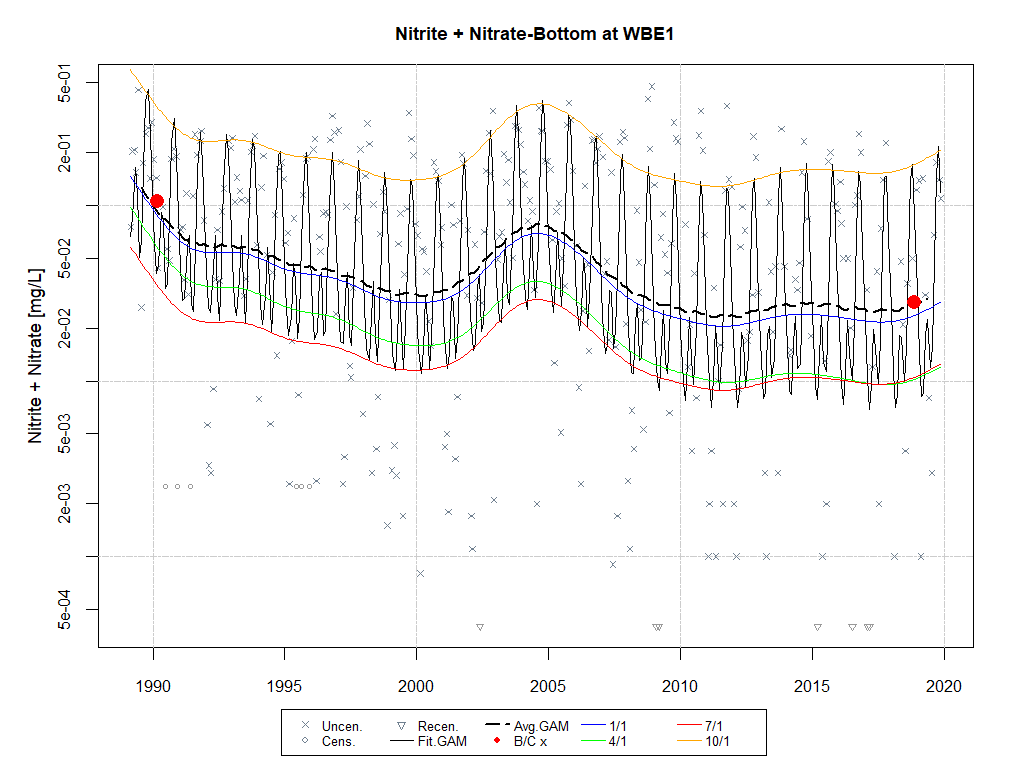 Nitrite + Nitrate-Bottom at WBE1
Nitrite + Nitrate [mg/L]
5e-01
2e-01
5e-02
2e-02
5e-03
2e-03
5e-04
1990 1995 2000 2005 2010 2015 2020
Uncen. Recen. Avg.GAM 1/1 7/1
Cens. Fit.GAM B/C x 4/1 10/1